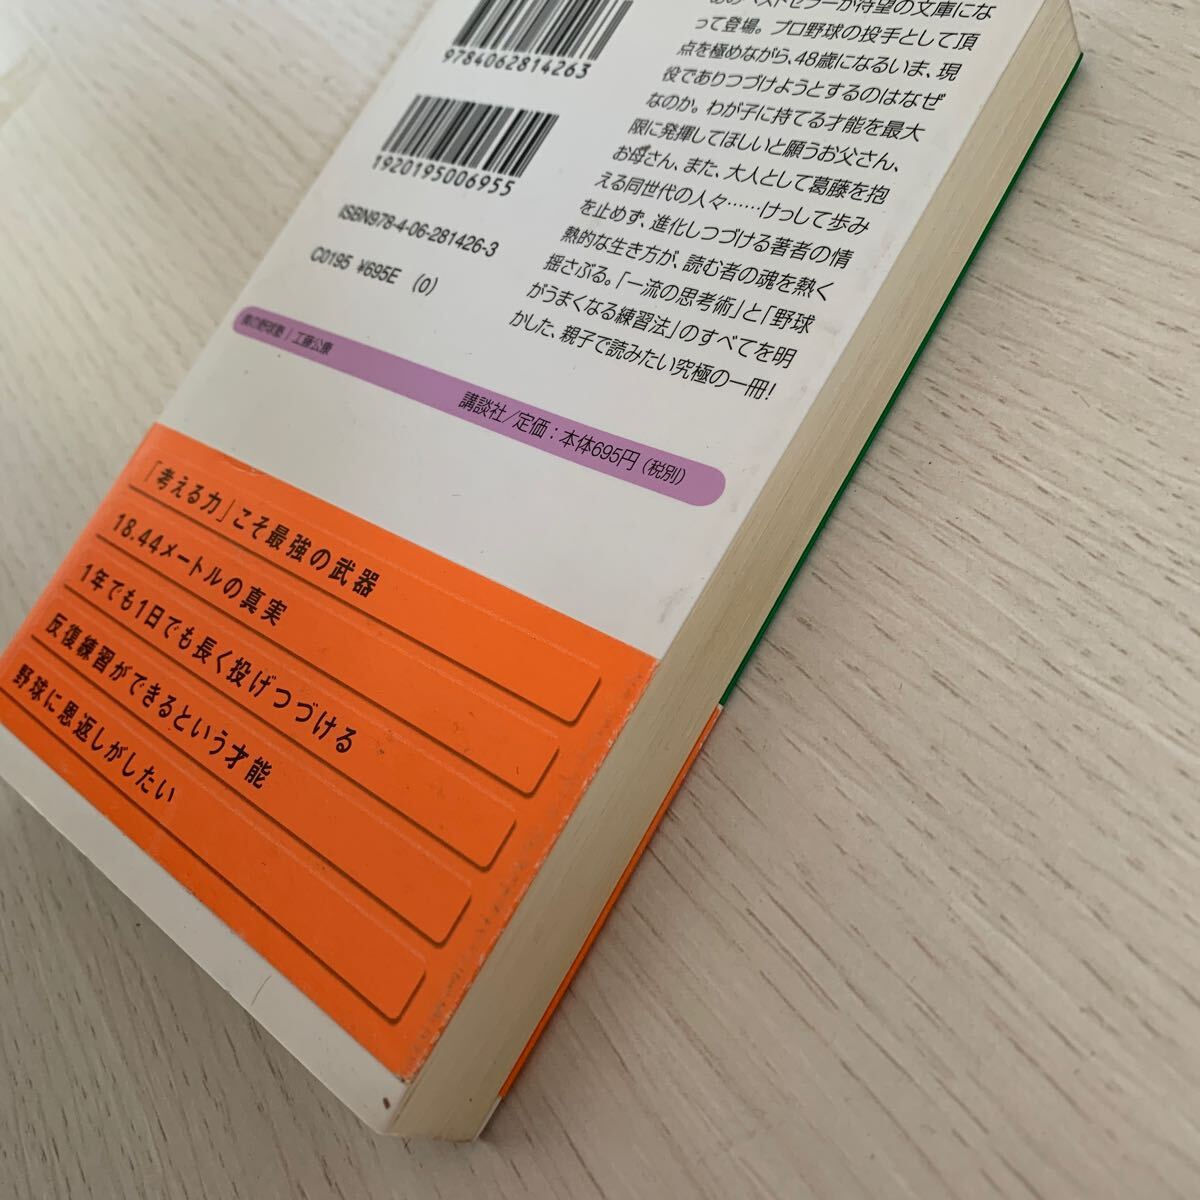 9784062814263
1920195006955
ISBN978-4-06-281426-3
C0195 ¥695E (0)
あのベストセラーが待望の文庫にな
って登場。プロ野球の投手として頂
点を極めながら、48歳になるいま、現
役でありつづけようとするのはなぜ
なのか。わが子に持てる才能を最大
限に発揮してほしいと願うお父さん、
お母さん、また、大人として葛藤を抱
える同世代の人々……けっして歩み
を止めず、進化しつづける著者の情
熱的な生き方が、読む者の魂を熱く
揺さぶる。「一流の思考術」と「野球
がうまくなる練習法」のすべてを明
かした、親子で読みたい究極の一冊!
僕の野球塾|工藤公康
講談社/定価:本体695円(税別)
「考える力」こそ最強の武器
18.44メートルの真実
1年でも1日でも長く投げつづける
反復練習ができるという才能
野球に恩返しがしたい